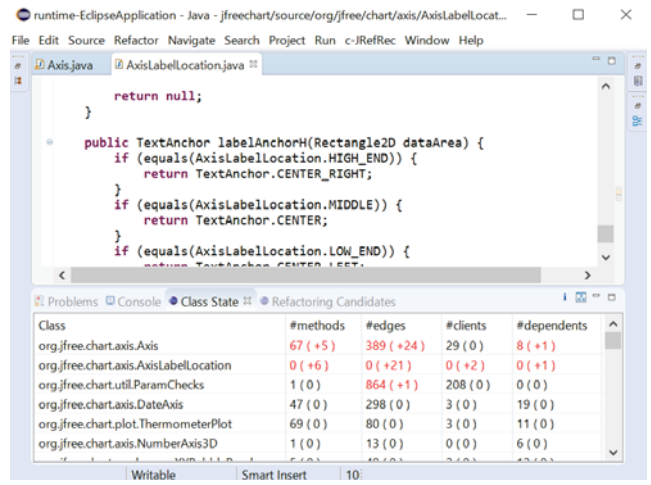 runtime-EclipseApplication - Java - jfreechart/source/org/jfree/chart/axis/AxisLabelLocat...
File Edit Source Refactor Navigate Search Project Run c-JRefRec Window Help
Axis.java AxisLabelLocation.java
return null;
}
public TextAnchor labelAnchorH(Rectangle2D dataArea) {
if (equals(AxisLabelLocation.HIGH_END)) {
return TextAnchor.CENTER_RIGHT;
}
if (equals(AxisLabelLocation.MIDDLE)) {
return TextAnchor.CENTER;
}
if (equals(AxisLabelLocation.LOW_END)) {
return TextAnchor.CENTER_LEFT;
Problems Console Class State Refactoring Candidates
Class #methods #edges #clients #dependents
org.jfree.chart.axis.Axis 67 ( +5 ) 389 ( +24 ) 29 ( 0 ) 8 ( +1 )
org.jfree.chart.axis.AxisLabelLocation 0 ( +6 ) 0 ( +21 ) 0 ( +2 ) 0 ( +1 )
org.jfree.chart.util.ParamChecks 1 ( 0 ) 864 ( +1 ) 208 ( 0 ) 0 ( 0 )
org.jfree.chart.axis.DateAxis 47 ( 0 ) 298 ( 0 ) 3 ( 0 ) 19 ( 0 )
org.jfree.chart.plot.ThermometerPlot 69 ( 0 ) 80 ( 0 ) 3 ( 0 ) 11 ( 0 )
org.jfree.chart.axis.NumberAxis3D 1 ( 0 ) 13 ( 0 ) 0 ( 0 ) 6 ( 0 )
Writable Smart Insert 10